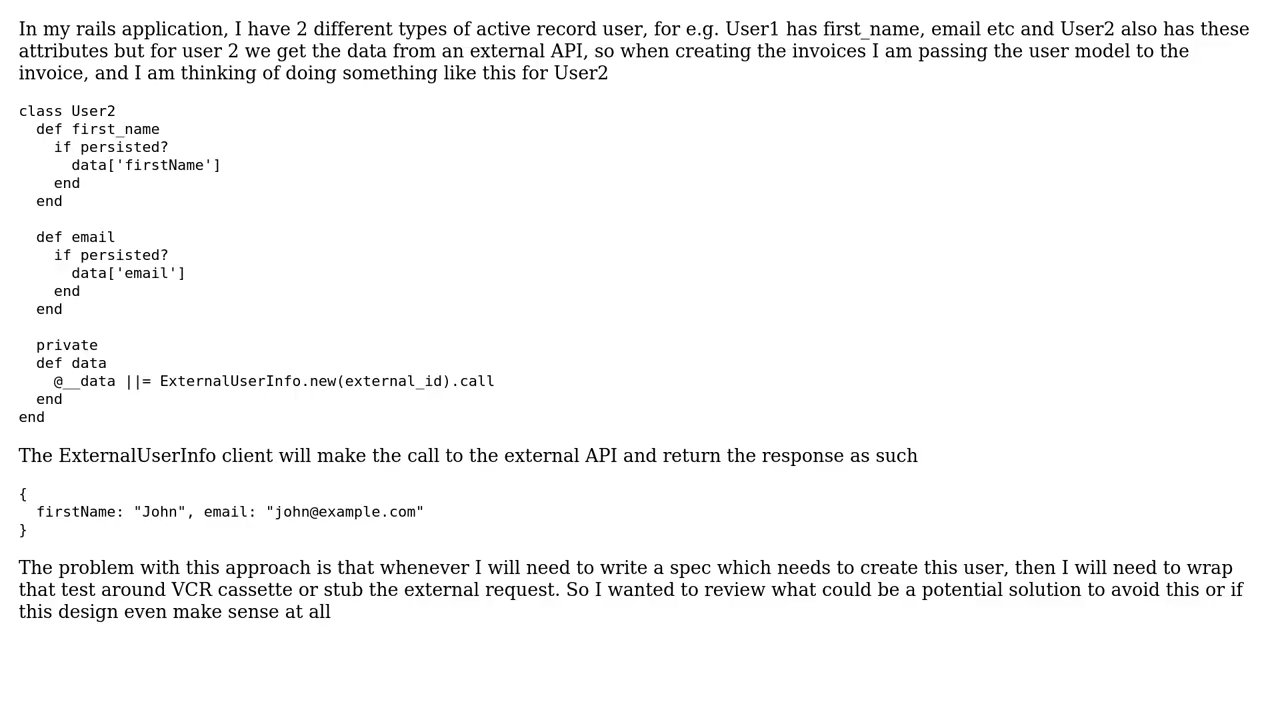 In my rails application, I have 2 different types of active record user, for e.g. User1 has first_name, email etc and User2 also has these
attributes but for user 2 we get the data from an external API, so when creating the invoices I am passing the user model to the
invoice, and I am thinking of doing something like this for User2
class User2
  def first_name
    if persisted?
      data['firstName']
    end
  end

  def email
    if persisted?
      data['email']
    end
  end

  private
  def data
    @__data ||= ExternalUserInfo.new(external_id).call
  end
end
The ExternalUserInfo client will make the call to the external API and return the response as such
{
  firstName: "John", email: "john@example.com"
}
The problem with this approach is that whenever I will need to write a spec which needs to create this user, then I will need to wrap
that test around VCR cassette or stub the external request. So I wanted to review what could be a potential solution to avoid this or if
this design even make sense at all